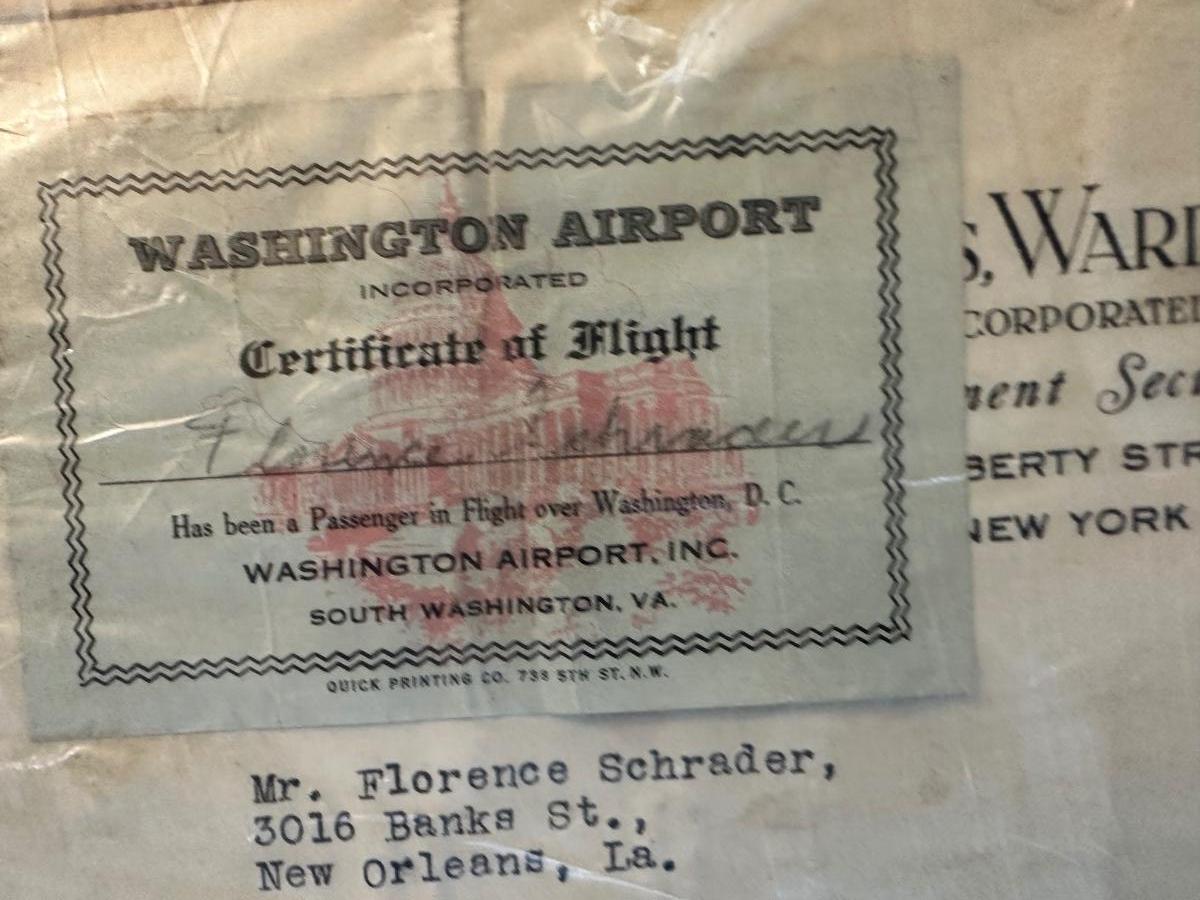 WASHINGTON AIRPORT
INCORPORATED
Certificate of Flight
Florence Schrader
Has been a Passenger in Flight over Washington, D. C.
WASHINGTON AIRPORT, INC.
SOUTH WASHINGTON, VA.
QUICK PRINTING CO. 738 5TH ST. N.W.
S, WARD
CORPORATED
ment Secu
BERTY STR
NEW YORK
Mr. Florence Schrader,
3016 Banks St.,
New Orleans, La.